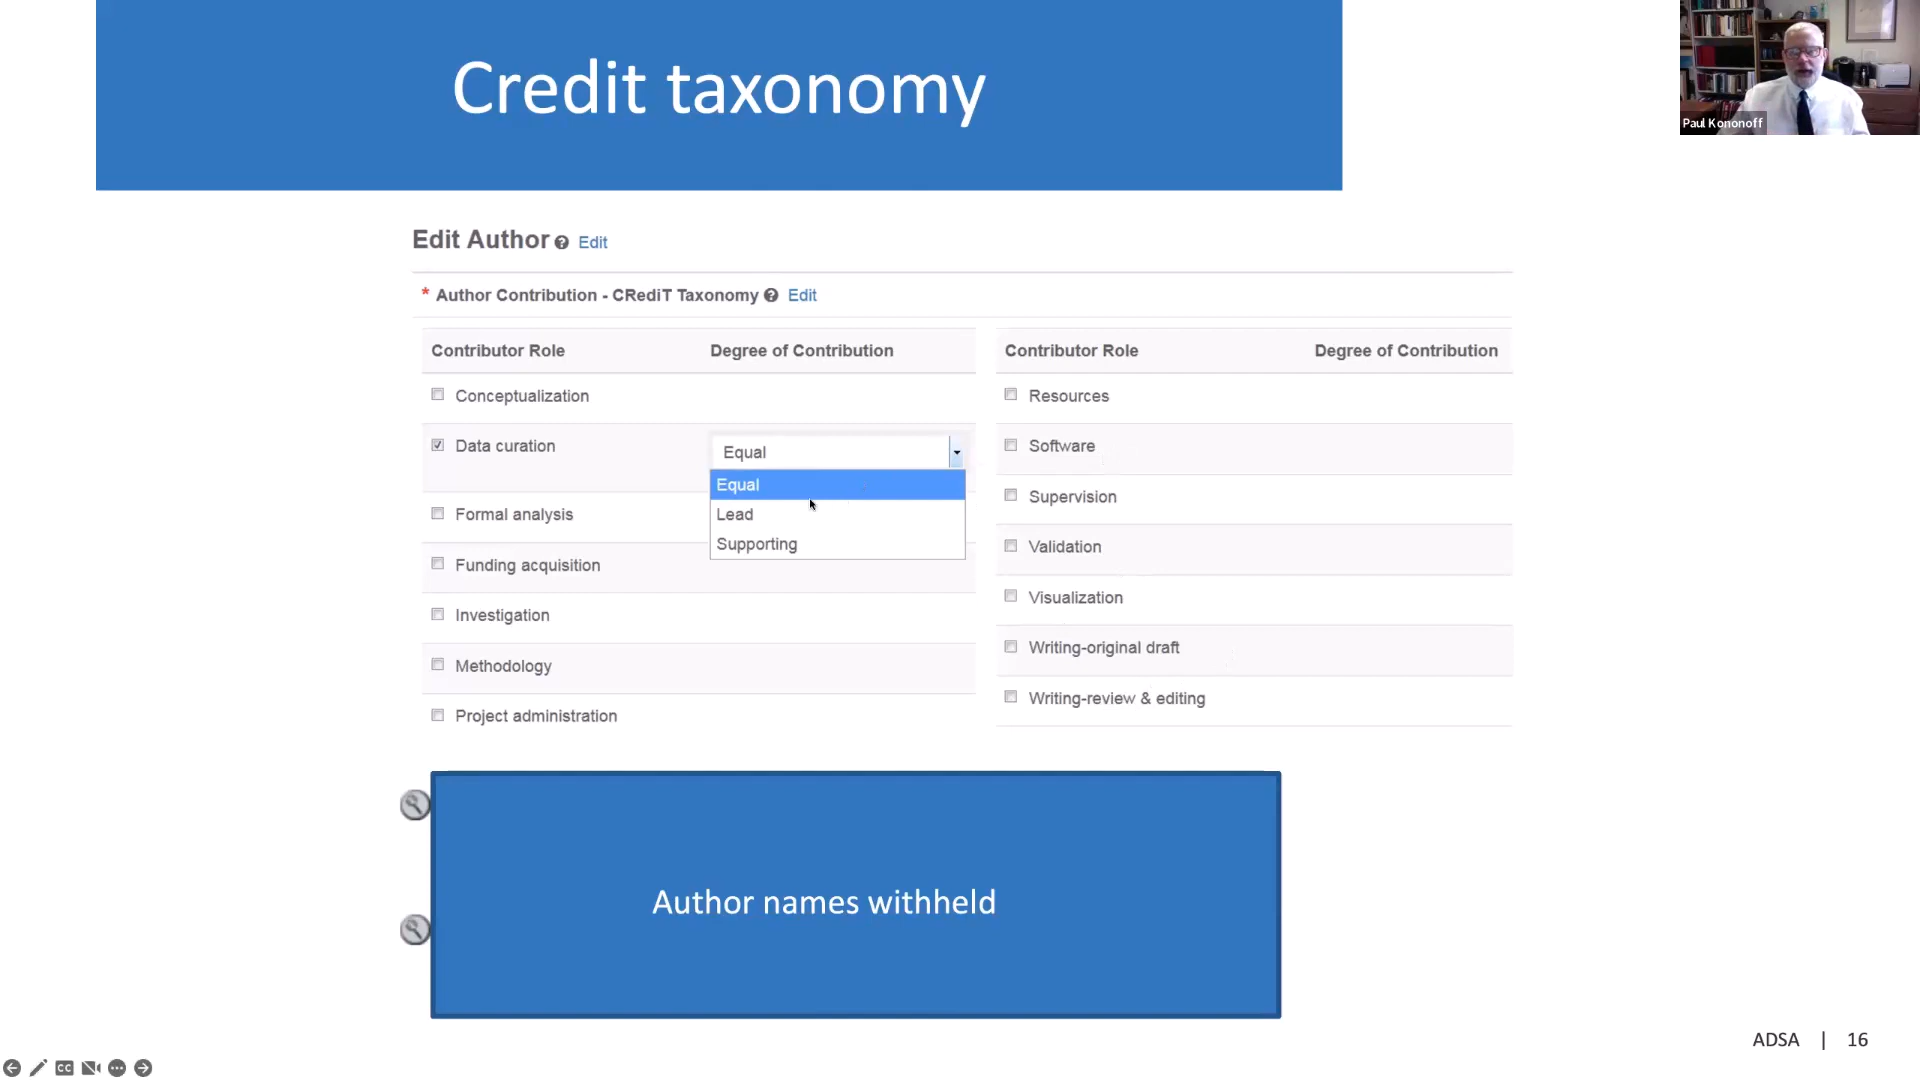 Credit taxonomy
Paul Kononoff
Edit Author ? Edit
* Author Contribution - CRediT Taxonomy ? Edit
Contributor Role Degree of Contribution Contributor Role Degree of Contribution
Conceptualization Resources
Data curation Equal Software
Equal
Supervision
Formal analysis Lead
Supporting Validation
Funding acquisition
Visualization
Investigation
Writing-original draft
Methodology
Writing-review & editing
Project administration
Author names withheld
ADSA | 16
CC